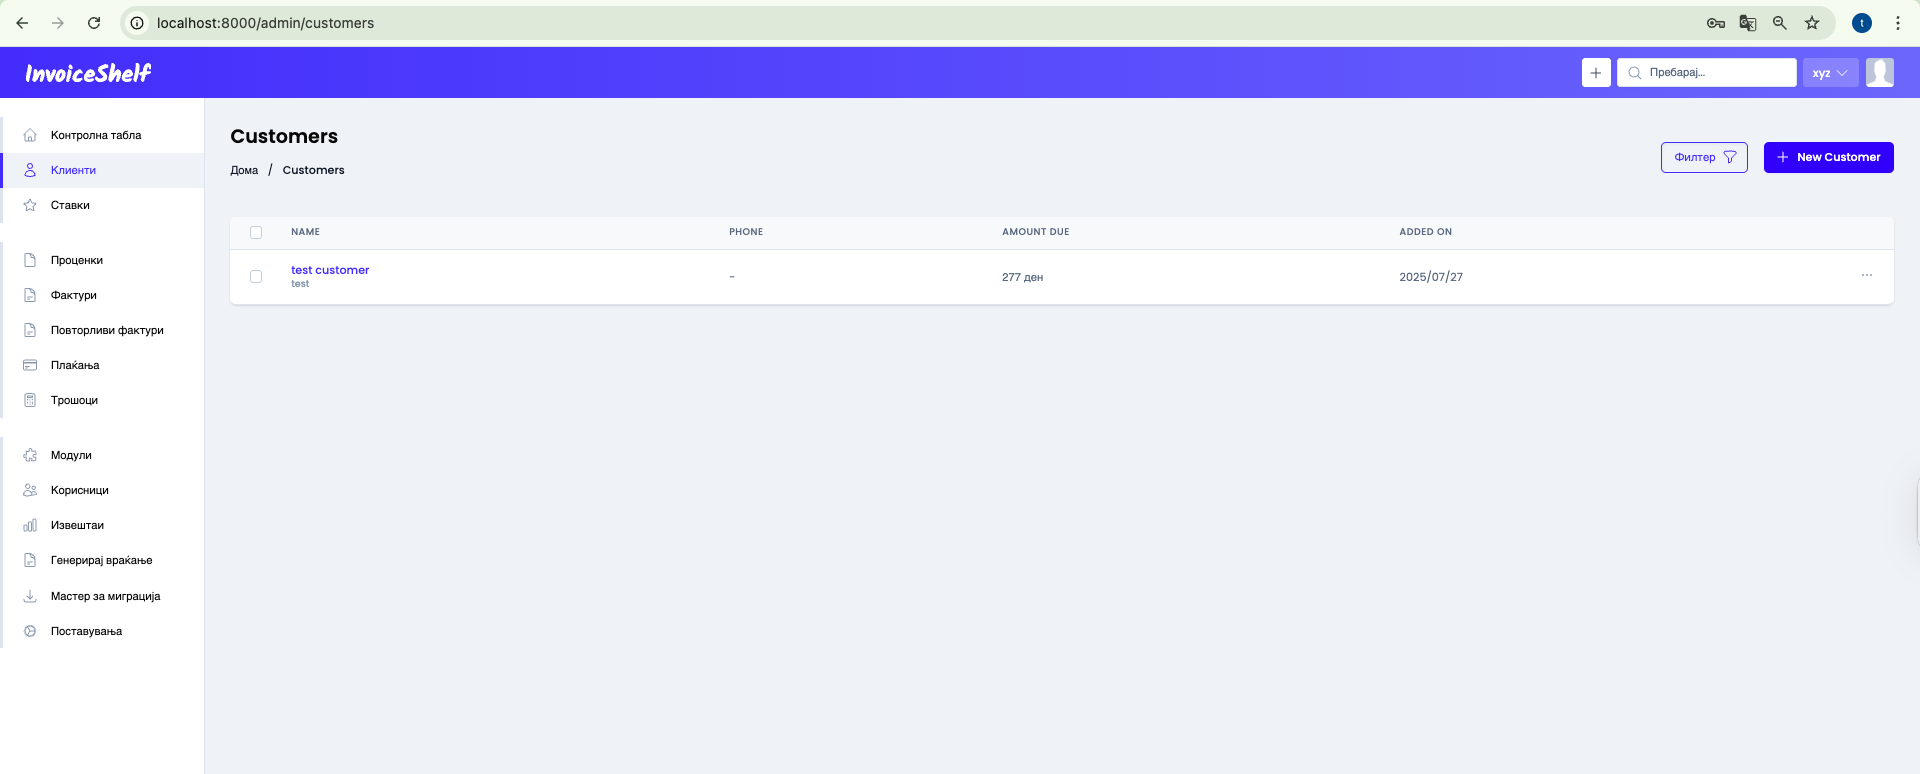 localhost:8000/admin/customers
t
InvoiceShelf
Пребарај...
xyz
Контролна табла
Клиенти
Ставки
Проценки
Фактури
Повторливи фактури
Плаќања
Трошоци
Модули
Корисници
Извештаи
Генерирај враќање
Мастер за миграција
Поставувања
Customers
Дома / Customers
Филтер
New Customer
NAME PHONE AMOUNT DUE ADDED ON
test customer - 277 ден 2025/07/27 ...
test